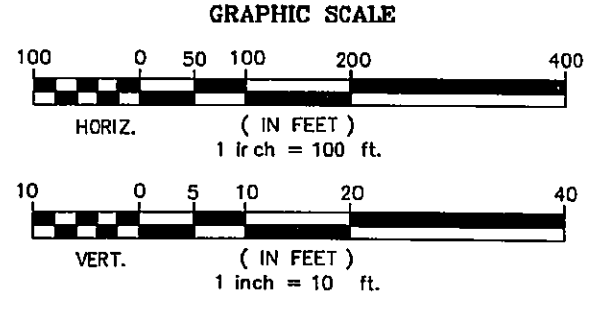 GRAPHIC SCALE
100 0 50 100 200 400
HORIZ. ( IN FEET )
1 ir ch = 100 ft.
10 0 5 10 20 40
VERT. ( IN FEET )
1 inch = 10 ft.